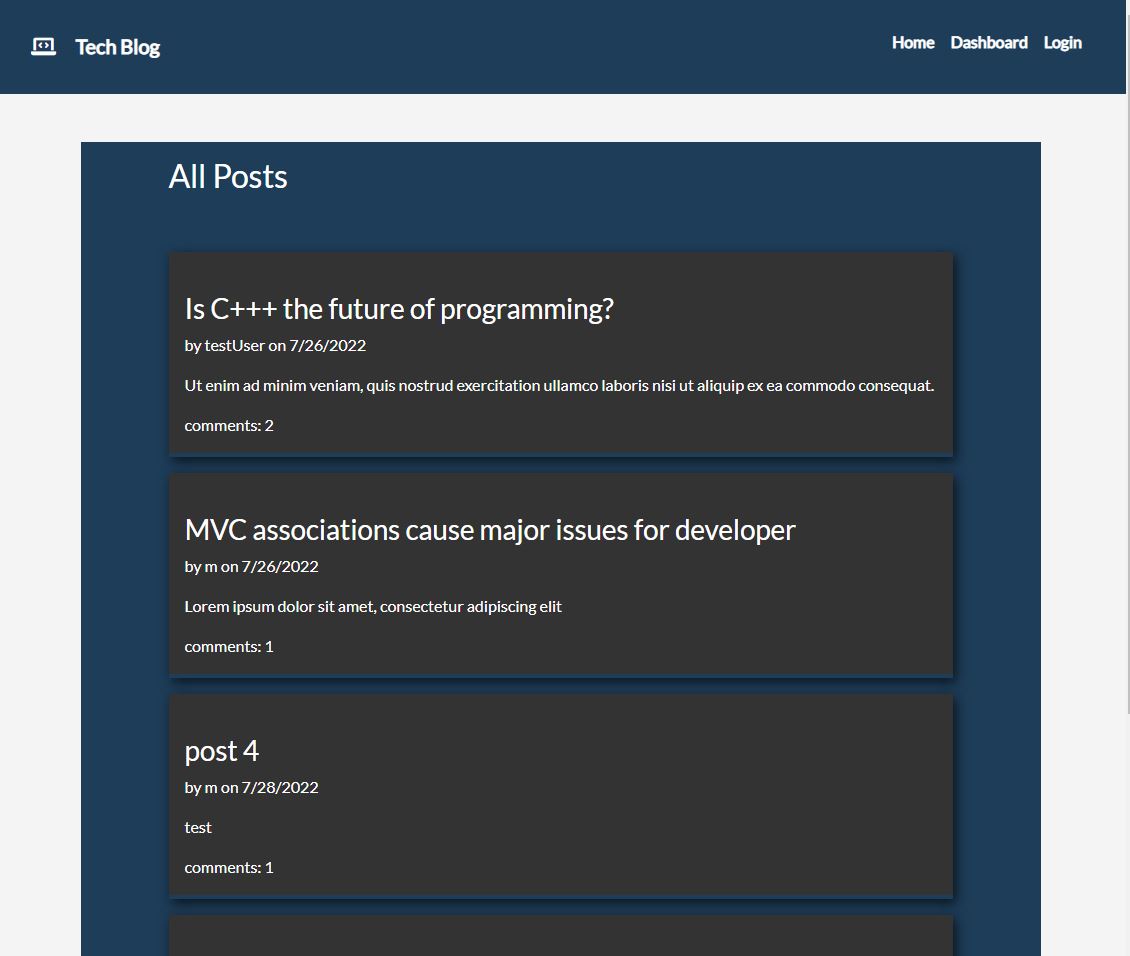 Tech Blog
Home Dashboard Login
All Posts
Is C+++ the future of programming?
by testUser on 7/26/2022
Ut enim ad minim veniam, quis nostrud exercitation ullamco laboris nisi ut aliquip ex ea commodo consequat.
comments: 2
MVC associations cause major issues for developer
by m on 7/26/2022
Lorem ipsum dolor sit amet, consectetur adipiscing elit
comments: 1
post 4
by m on 7/28/2022
test
comments: 1